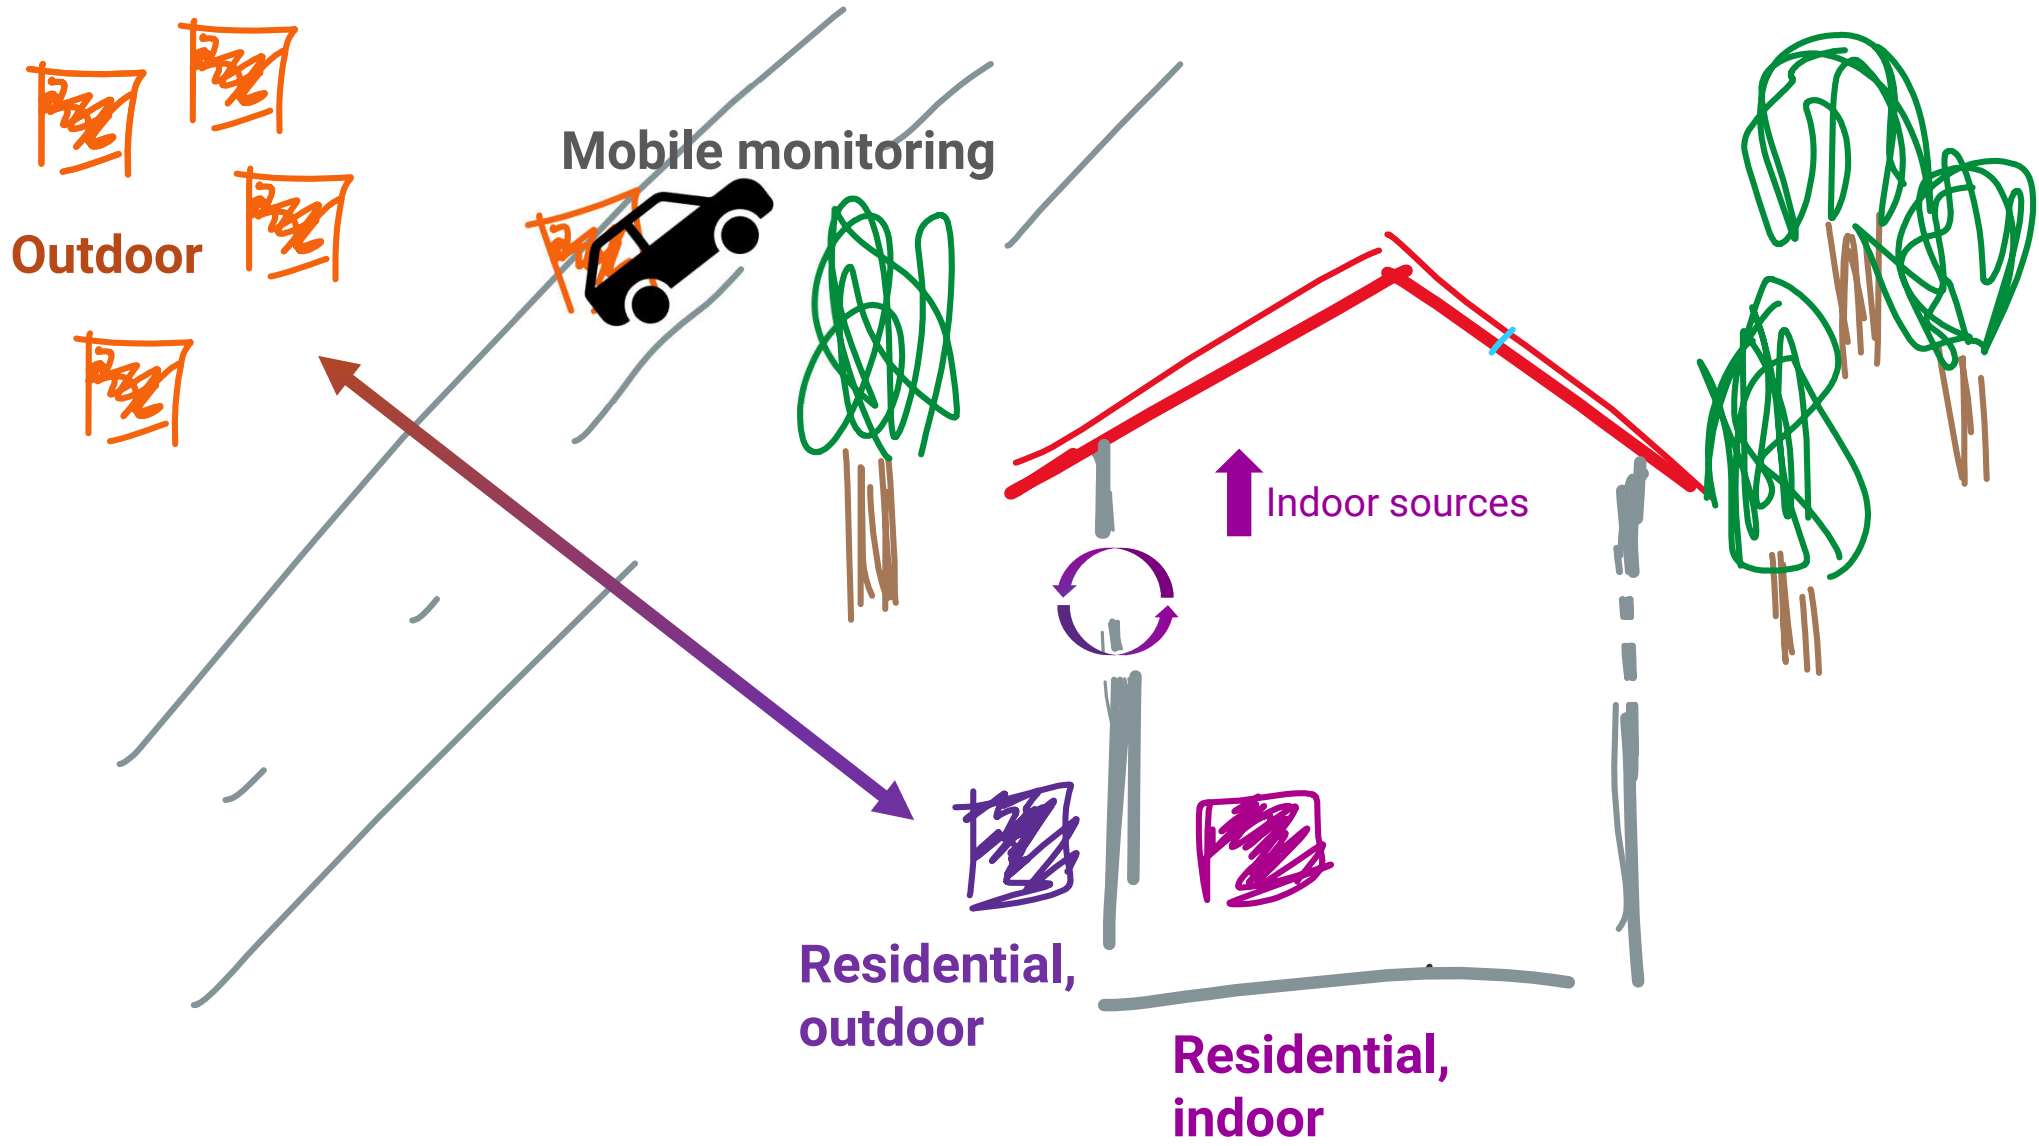 Mobile monitoring
Outdoor
Indoor sources
Residential,
outdoor
Residential,
indoor